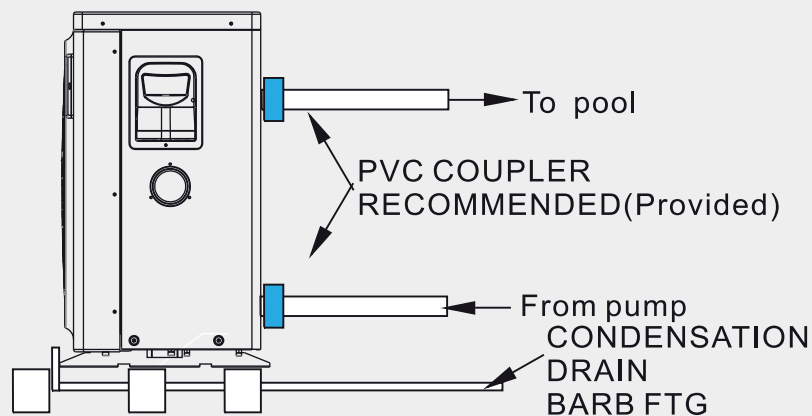 To pool
PVC COUPLER
RECOMMENDED(Provided)
From pump
CONDENSATION
DRAIN
BARB FTG